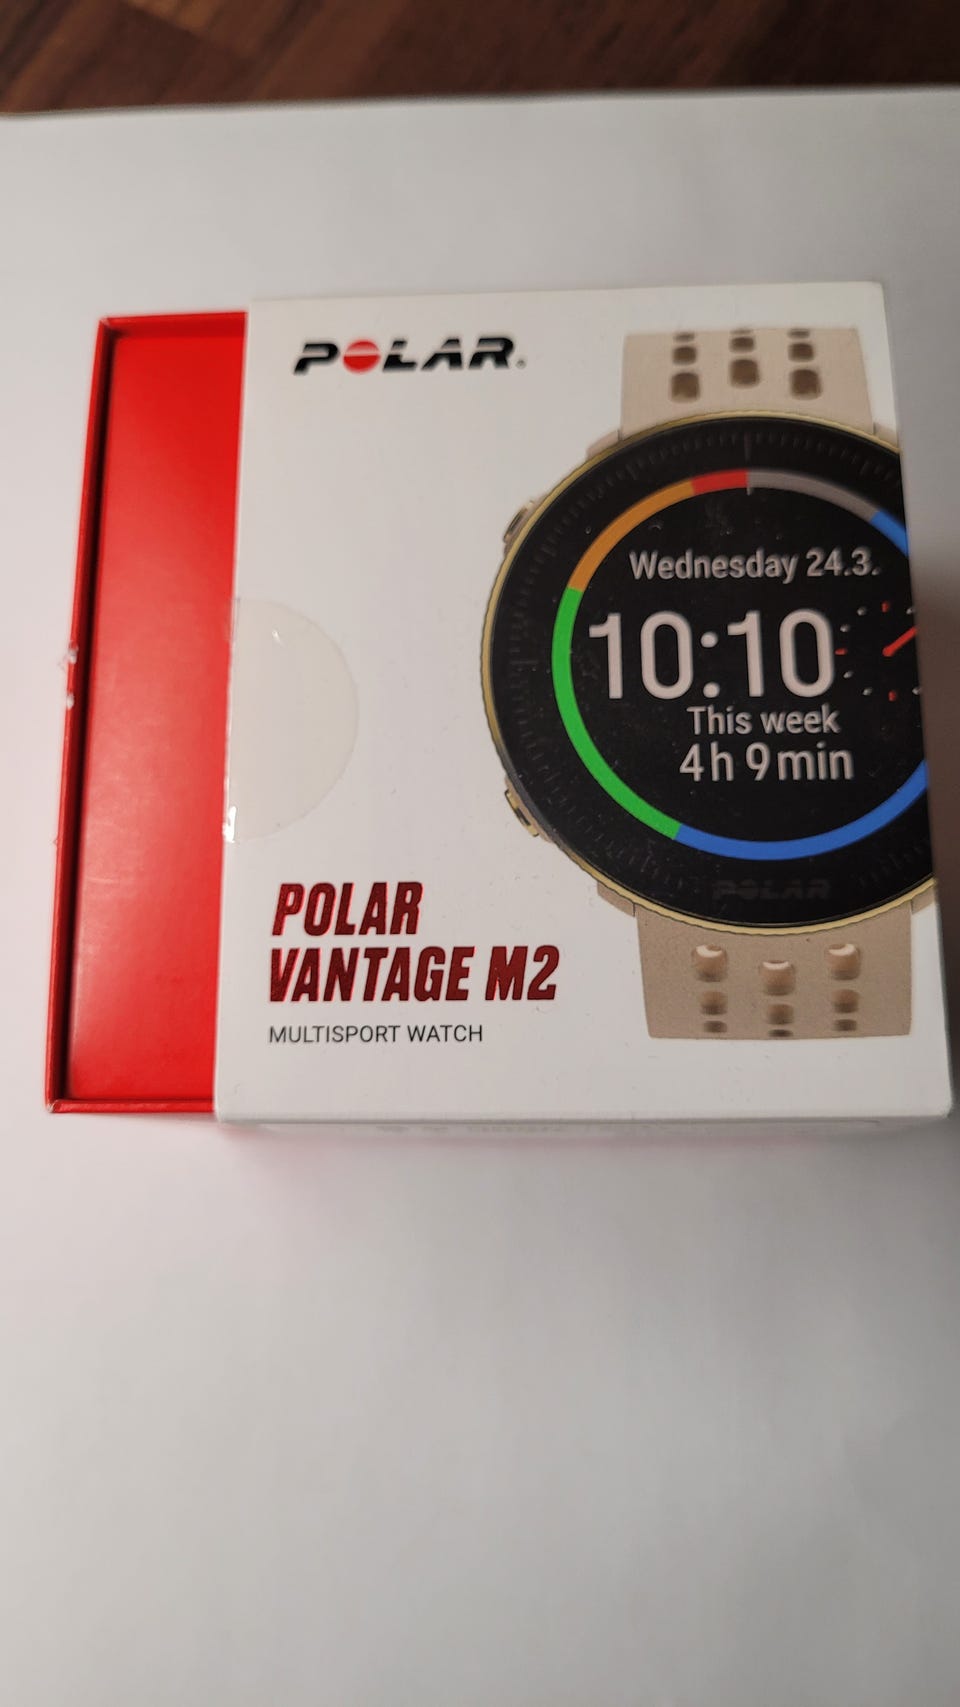 POLAR®
Wednesday 24.3.
10:10
This week
4h 9min
POLAR
POLAR
VANTAGE M2
MULTISPORT WATCH